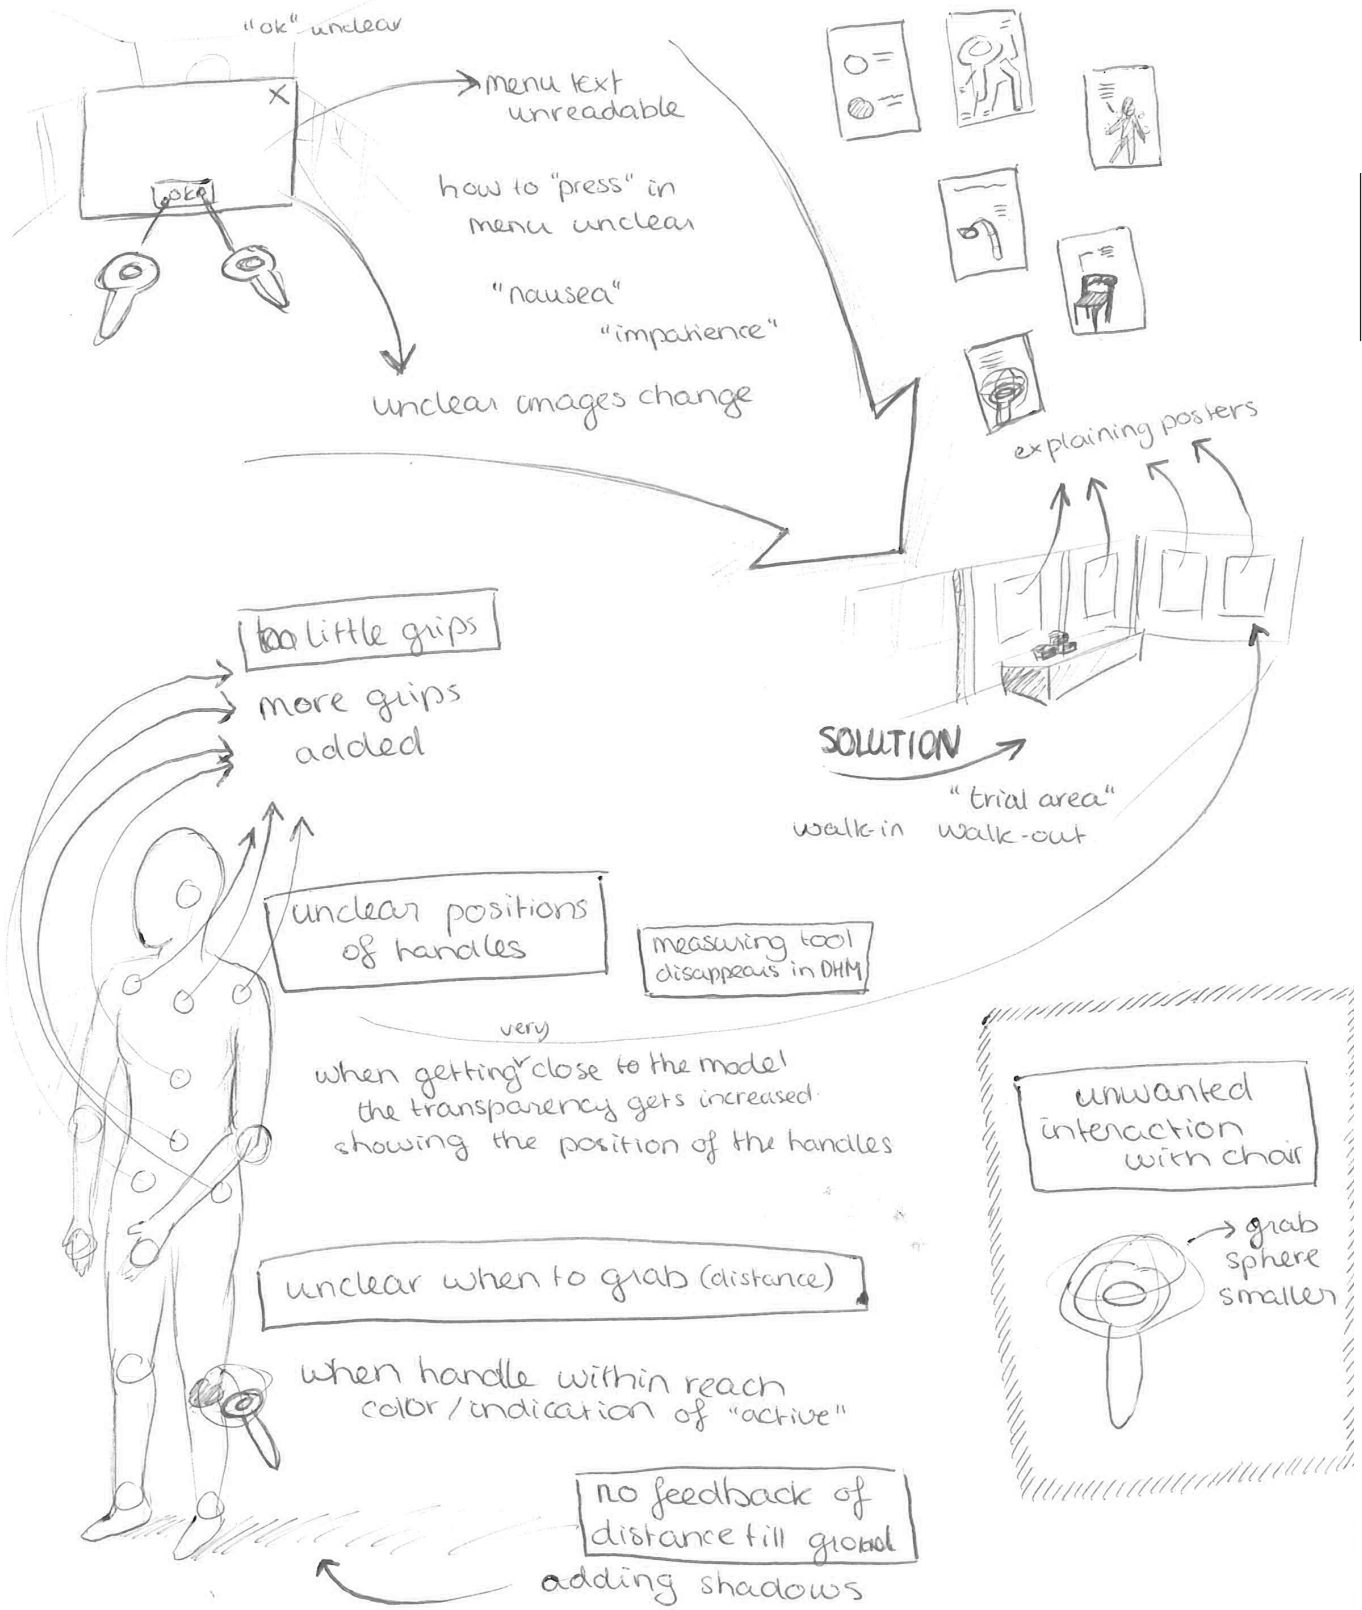 "ok" unclear
X
ok
menu text
unreadable
how to "press" in
menu unclear
"nausea"
"impatience"
unclear images change
explaining posters
SOLUTION
"trial area"
walk-in walk-out
too little grips
more grips
added
unclear positions
of handles
measuring tool
disappears in DHM
very
when getting close to the model
the transparency gets increased
showing the position of the handles
unwanted
interaction
with chair
grab
sphere
smaller
unclear when to grab (distance)
when handle within reach
color/indication of "active"
no feedback of
distance till ground
adding shadows